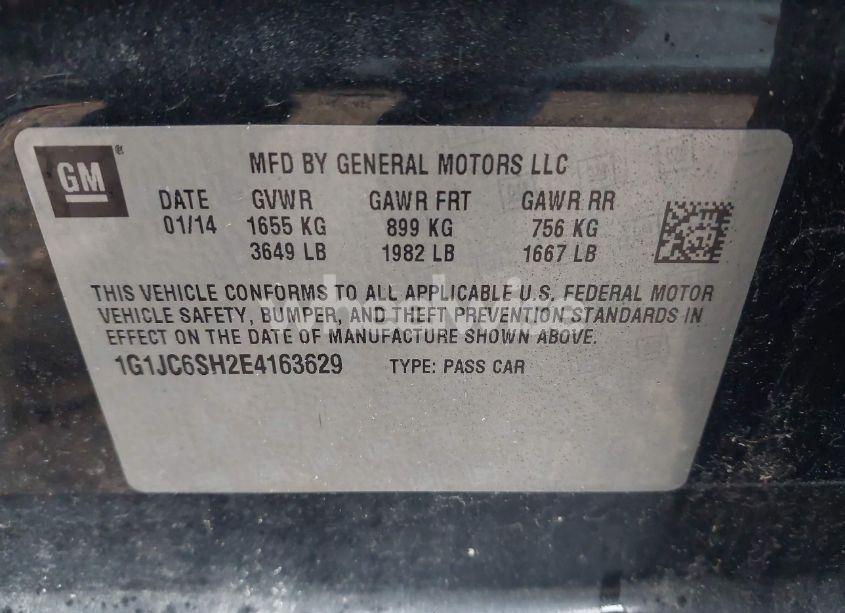 GM
MFD BY GENERAL MOTORS LLC
DATE GVWR GAWR FRT GAWR RR
01/14 1655 KG 899 KG 756 KG
3649 LB 1982 LB 1667 LB
THIS VEHICLE CONFORMS TO ALL APPLICABLE U.S. FEDERAL MOTOR
VEHICLE SAFETY, BUMPER, AND THEFT PREVENTION STANDARDS IN
EFFECT ON THE DATE OF MANUFACTURE SHOWN ABOVE.
1G1JC6SH2E4163629 TYPE: PASS CAR